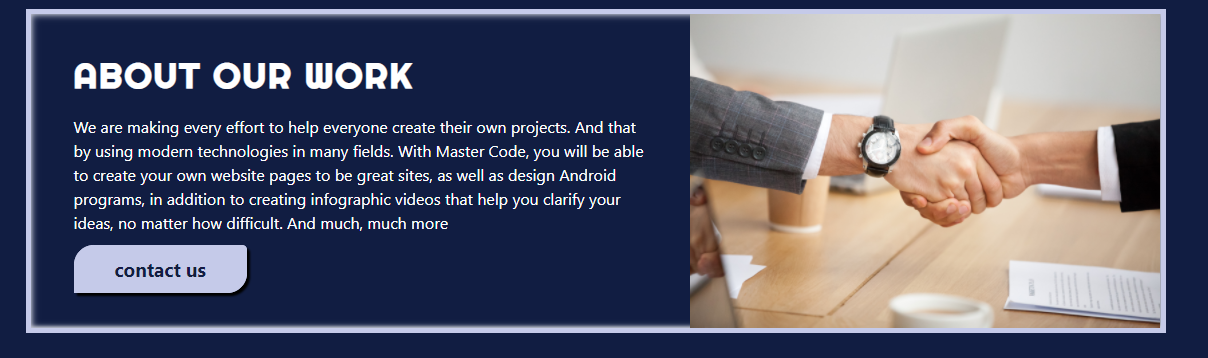 ABOUT OUR WORK
We are making every effort to help everyone create their own projects. And that
by using modern technologies in many fields. With Master Code, you will be able
to create your own website pages to be great sites, as well as design Android
programs, in addition to creating infographic videos that help you clarify your
ideas, no matter how difficult. And much, much more
contact us